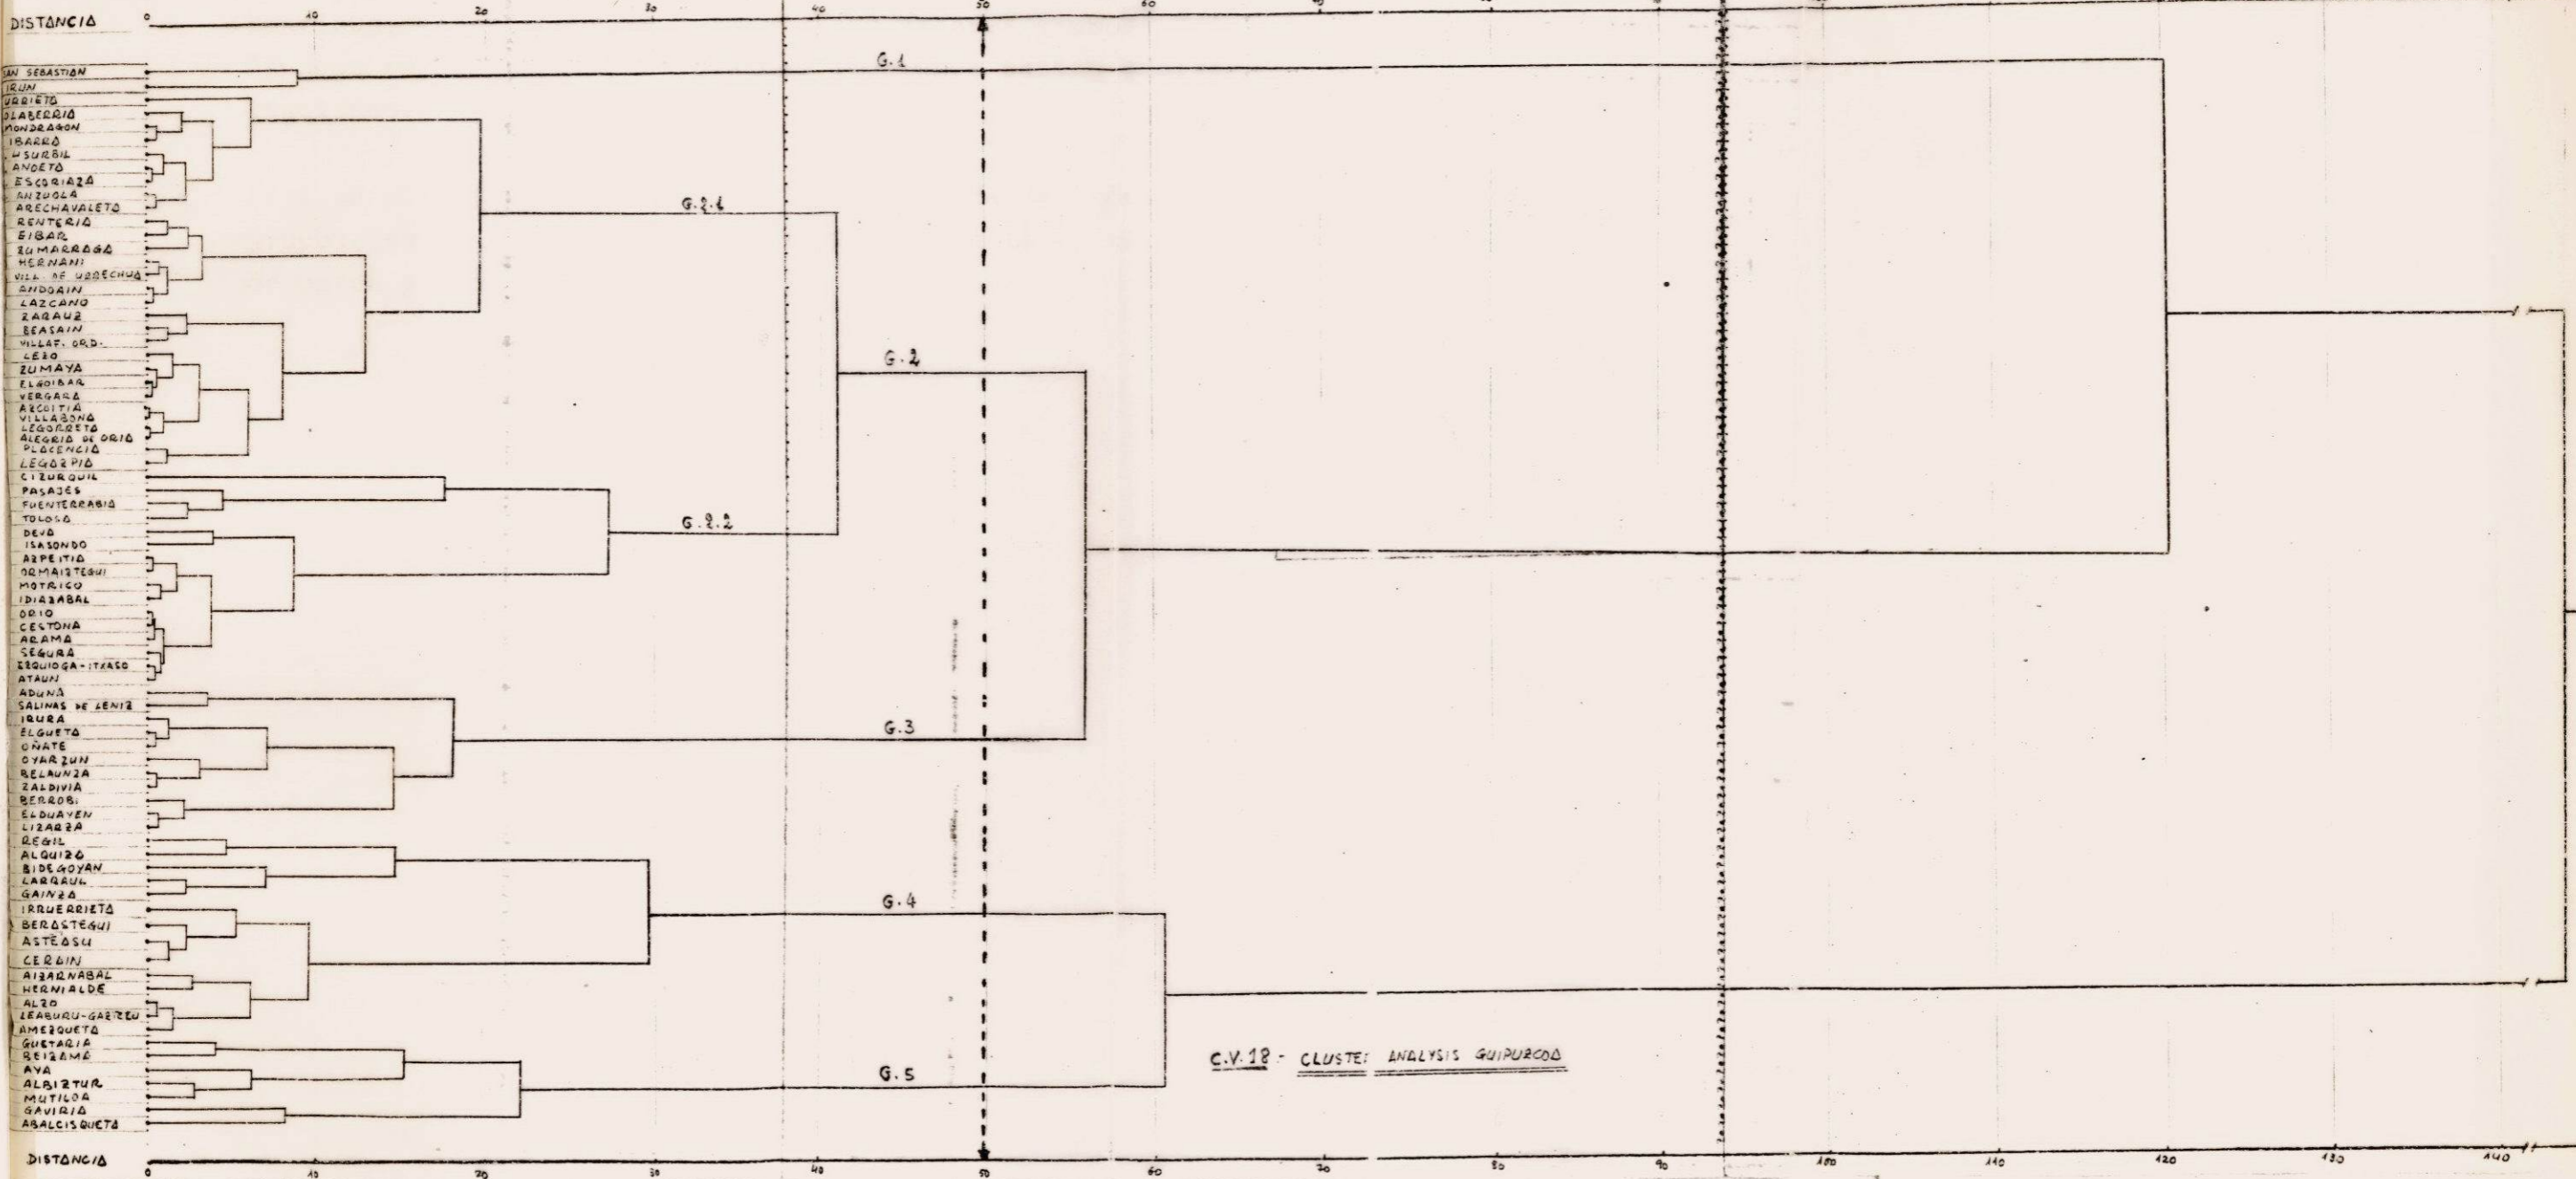 DISTANCIA 0 10 20 30 40 50 60
SAN SEBASTIAN
IRUN
URRIETA
OLABERRIA
MONDRAGON
IBARRA
USURBIL
ANOETA
ESCORIAZA
ANZUOLA
ARECHAVALETA
RENTERIA
EIBAR
ZUMARRAGA
HERNANI
VILL. DE URRECHUA
ANDOAIN
LAZCANO
ZARAUZ
BEASAIN
VILLAF. ORD.
LEZO
ZUMAYA
ELGOIBAR
VERGARA
AZCOITIA
VILLABONA
LEGORRETA
ALEGRIA DE ORIA
PLACENCIA
LEGAZPIA
CIZURQUIL
PASAJES
FUENTERRABIA
TOLOSA
DEVA
ISASONDO
AZPEITIA
ORMAIZTEGUI
MOTRICO
IDIAZABAL
ORIO
CESTONA
ARAMA
SEGURA
EZQUIOGA-ITXASO
ATAUN
ADUNA
SALINAS DE LENIZ
IRURA
ELGUETA
OÑATE
OYARZUN
BELAUNZA
ZALDIVIA
BERROBI
ELDUAYEN
LIZARZA
REGIL
ALQUIZA
BIDEGOYAN
LARRAUL
GAINZA
IRRUERRIETA
BERASTEGUI
ASTEASU
CERAIN
AIZARNABAL
HERNIALDE
ALZO
LEABURU-GAZTELU
AMEZQUETA
GUETARIA
BEIZAMA
AYA
ALBIZTUR
MUTILOA
GAVIRIA
ABALCISQUETA
G.1
G.2.1
G.2
G.2.2
G.3
G.4
G.5
C.V.18 - CLUSTER ANALYSIS GUIPUZCOA
DISTANCIA 0 10 20 30 40 50 60 70 80 90 100 110 120 130 140